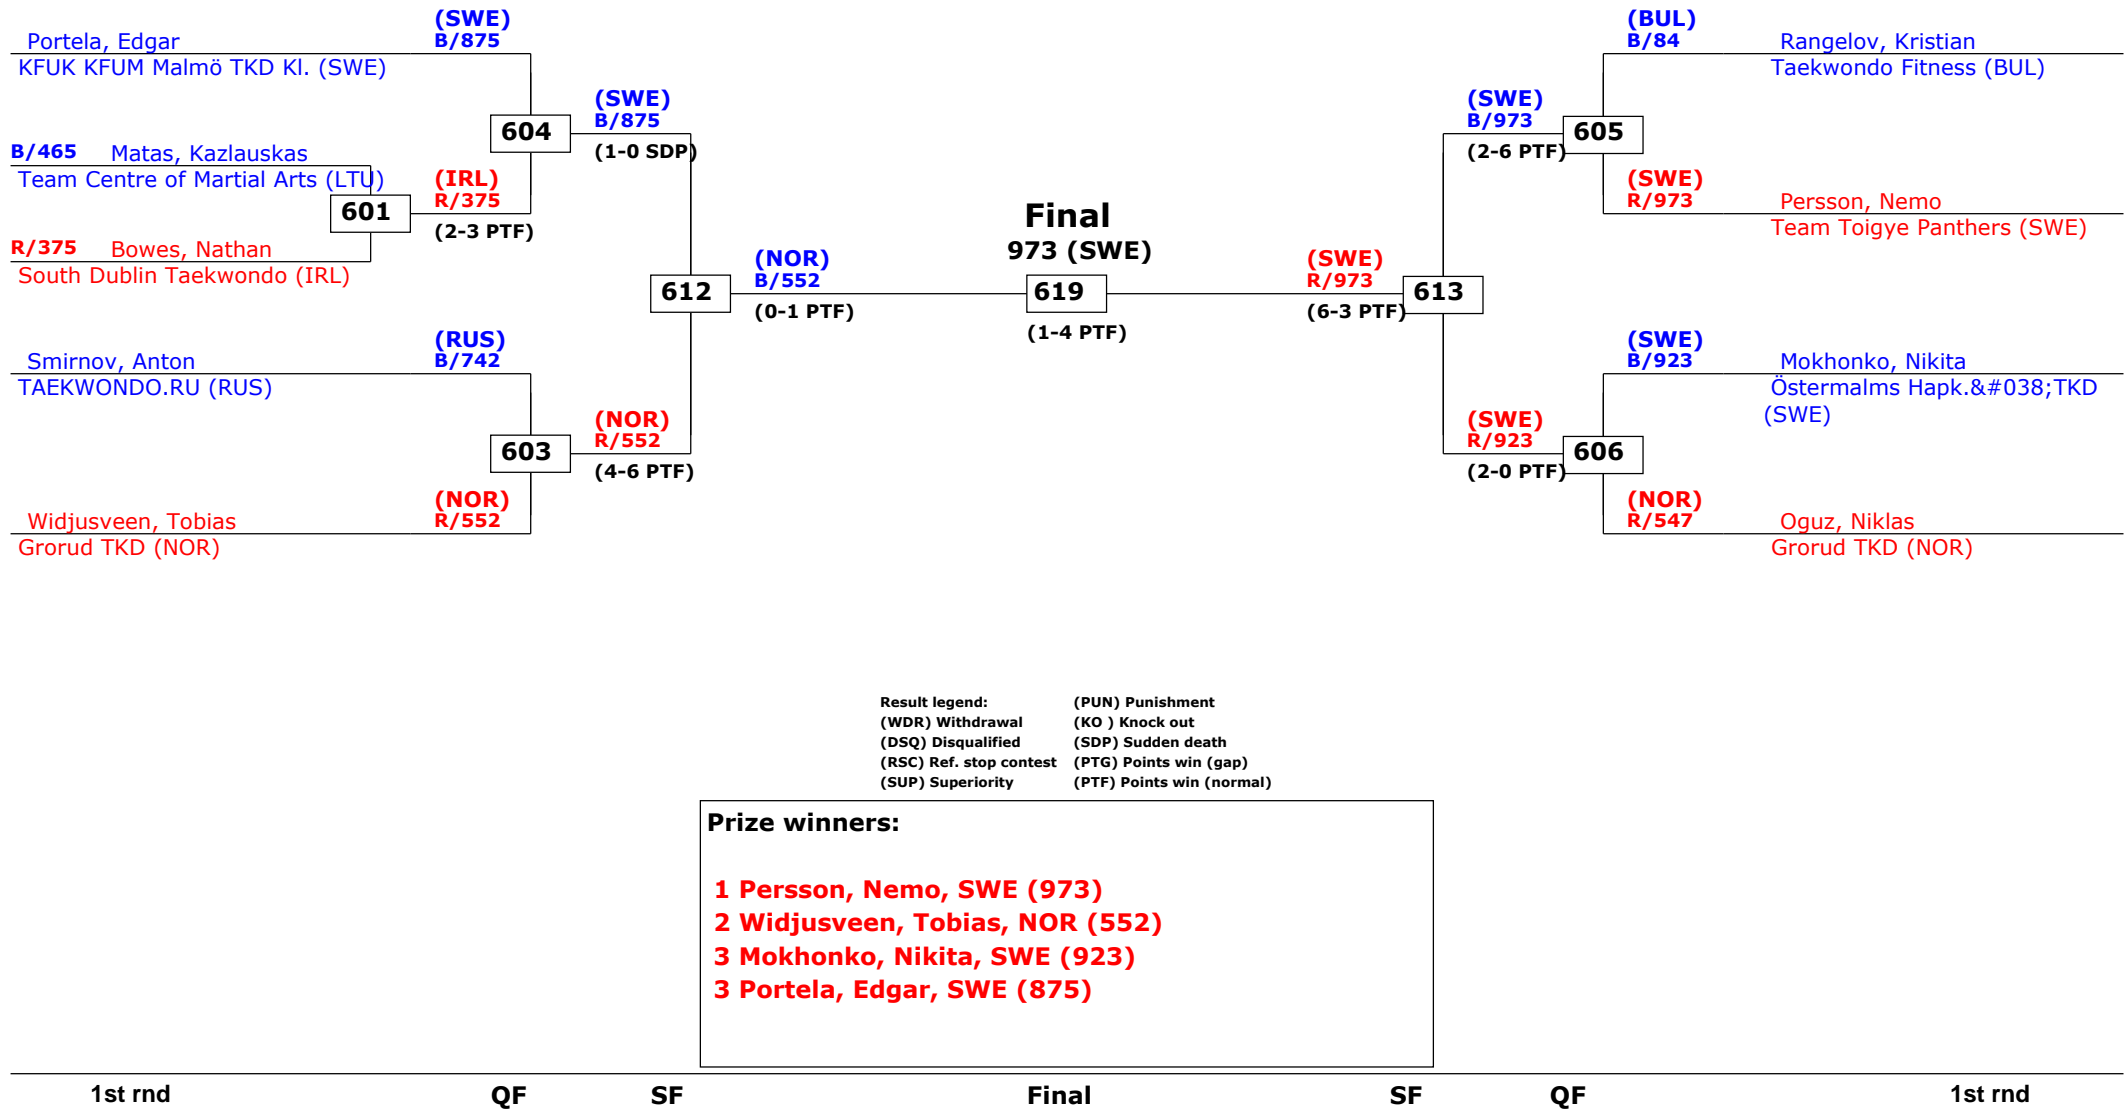 (SWE)
B/875
Portela, Edgar
KFUK KFUM Malmö TKD Kl. (SWE)
604
(SWE)
B/875
(1-0 SDP)
B/465 Matas, Kazlauskas
Team Centre of Martial Arts (LTU)
601
(IRL)
R/375
(2-3 PTF)
R/375 Bowes, Nathan
South Dublin Taekwondo (IRL)
612
(NOR)
B/552
(0-1 PTF)
(RUS)
B/742
Smirnov, Anton
TAEKWONDO.RU (RUS)
603
(NOR)
R/552
(4-6 PTF)
(NOR)
R/552
Widjusveen, Tobias
Grorud TKD (NOR)
Final
973 (SWE)
619
(1-4 PTF)
(SWE)
R/973
(6-3 PTF)
613
(BUL)
B/84
Rangelov, Kristian
Taekwondo Fitness (BUL)
(SWE)
B/973
(2-6 PTF)
605
(SWE)
R/973
Persson, Nemo
Team Toigye Panthers (SWE)
(SWE)
B/923
Mokhonko, Nikita
Östermalms Hapk.&#038;TKD
(SWE)
(SWE)
R/923
(2-0 PTF)
606
(NOR)
R/547
Oguz, Niklas
Grorud TKD (NOR)
Result legend: (PUN) Punishment
(WDR) Withdrawal (KO ) Knock out
(DSQ) Disqualified (SDP) Sudden death
(RSC) Ref. stop contest (PTG) Points win (gap)
(SUP) Superiority (PTF) Points win (normal)
Prize winners:
1 Persson, Nemo, SWE (973)
2 Widjusveen, Tobias, NOR (552)
3 Mokhonko, Nikita, SWE (923)
3 Portela, Edgar, SWE (875)
1st rnd QF SF Final SF QF 1st rnd